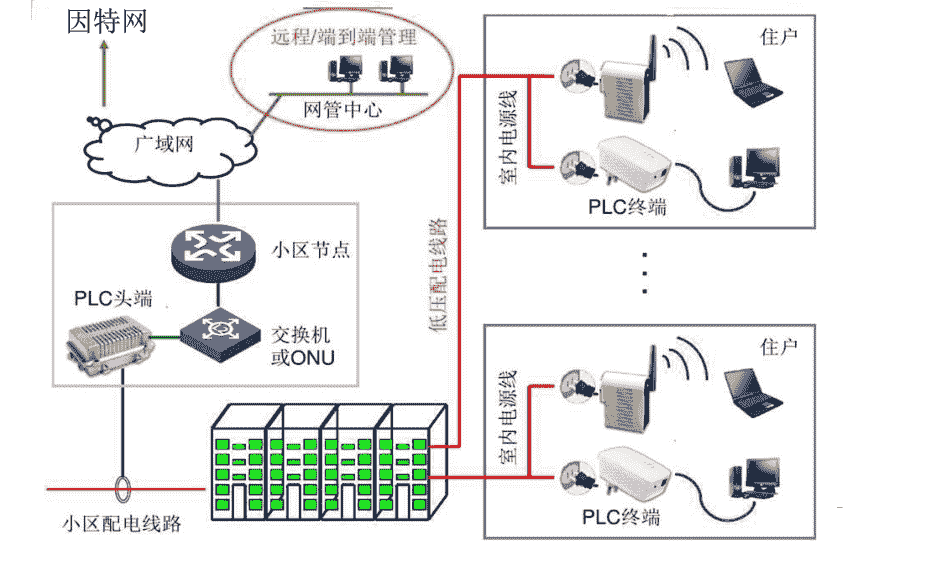 因特网
远程/端到端管理
网管中心
广域网
小区节点
PLC头端
交换机
或ONU
小区配电线路
低压配电线路
住户
室内电源线
PLC终端
住户
室内电源线
PLC终端